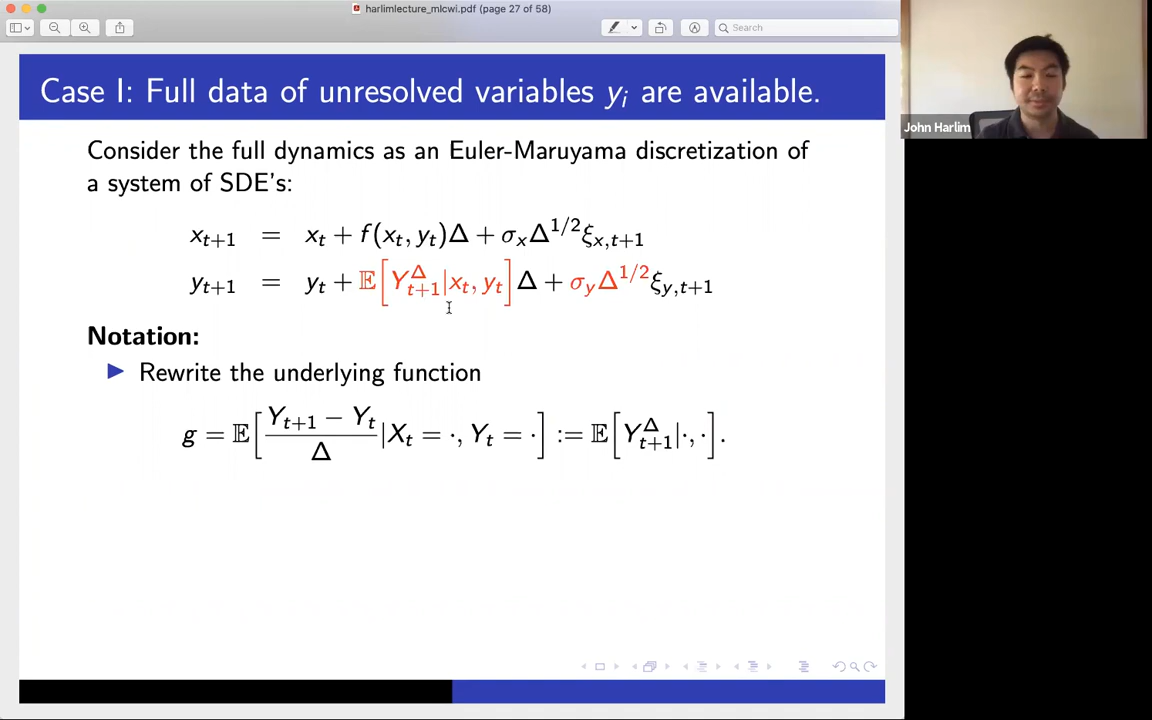 harlimlecture_mlcwi.pdf (page 27 of 58)
Search
John Harlim
Case I: Full data of unresolved variables y_i are available.
Consider the full dynamics as an Euler-Maruyama discretization of
a system of SDE's:
x_{t+1} = x_t + f(x_t, y_t)Δ + σ_xΔ^{1/2}ξ_{x,t+1}
y_{t+1} = y_t + 𝔼[Y^Δ_{t+1}|x_t, y_t]Δ + σ_yΔ^{1/2}ξ_{y,t+1}
Notation:
▶ Rewrite the underlying function
g = 𝔼[(Y_{t+1} − Y_t)/Δ | X_t = ·, Y_t = ·] := 𝔼[Y^Δ_{t+1}|·, ·].